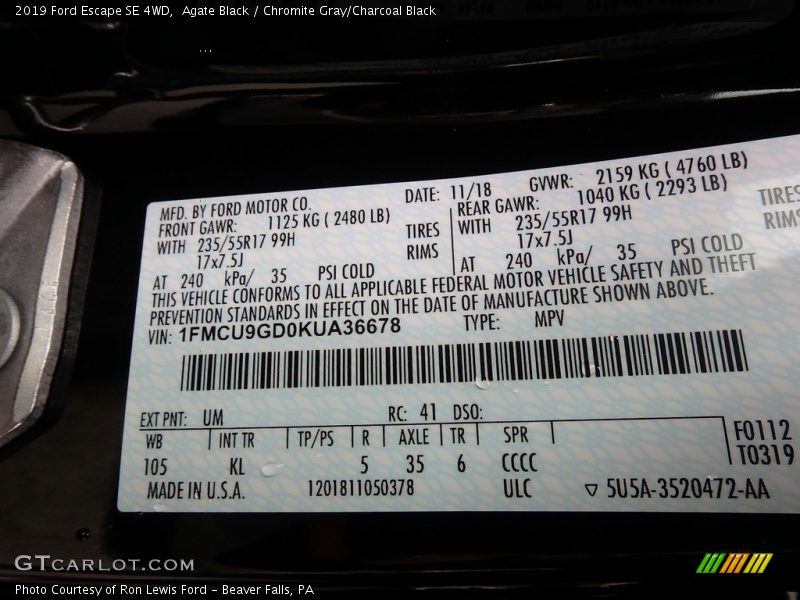 2019 Ford Escape SE 4WD, Agate Black / Chromite Gray/Charcoal Black
MFD. BY FORD MOTOR CO. DATE: 11/18 GVWR: 2159 KG ( 4760 LB)
FRONT GAWR: 1125 KG ( 2480 LB) REAR GAWR: 1040 KG ( 2293 LB)
WITH 235/55R17 99H TIRES WITH 235/55R17 99H TIRES
17x7.5J RIMS 17x7.5J RIMS
AT 240 kPa/ 35 PSI COLD AT 240 kPa/ 35 PSI COLD
THIS VEHICLE CONFORMS TO ALL APPLICABLE FEDERAL MOTOR VEHICLE SAFETY AND THEFT
PREVENTION STANDARDS IN EFFECT ON THE DATE OF MANUFACTURE SHOWN ABOVE.
VIN: 1FMCU9GD0KUA36678 TYPE: MPV
EXT PNT: UM RC: 41 DSO:
WB INT TR TP/PS R AXLE TR SPR F0112
105 KL 5 35 6 CCCC T0319
MADE IN U.S.A. 1201811050378 ULC 5U5A-3520472-AA
GTCARLOT.COM
Photo Courtesy of Ron Lewis Ford - Beaver Falls, PA